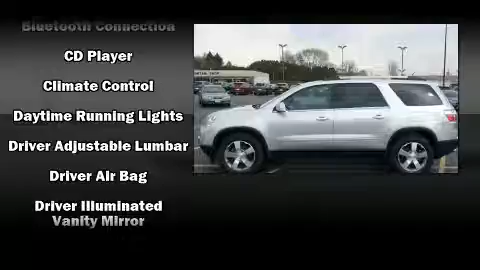 Bluetooth Connection
CD Player
Climate Control
Daytime Running Lights
Driver Adjustable Lumbar
Driver Air Bag
Driver Illuminated
Vanity Mirror